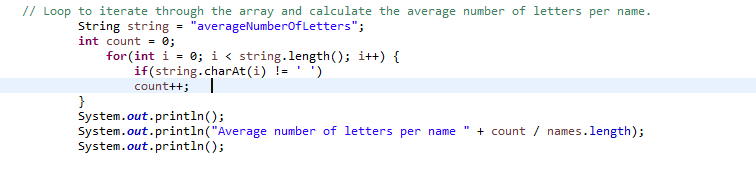 // Loop to iterate through the array and calculate the average number of letters per name.
String string = "averageNumberOfLetters";
int count = 0;
for(int i = 0; i < string.length(); i++) {
if(string.charAt(i) != ' ')
count++;
}
System.out.println();
System.out.println("Average number of letters per name " + count / names.length);
System.out.println();